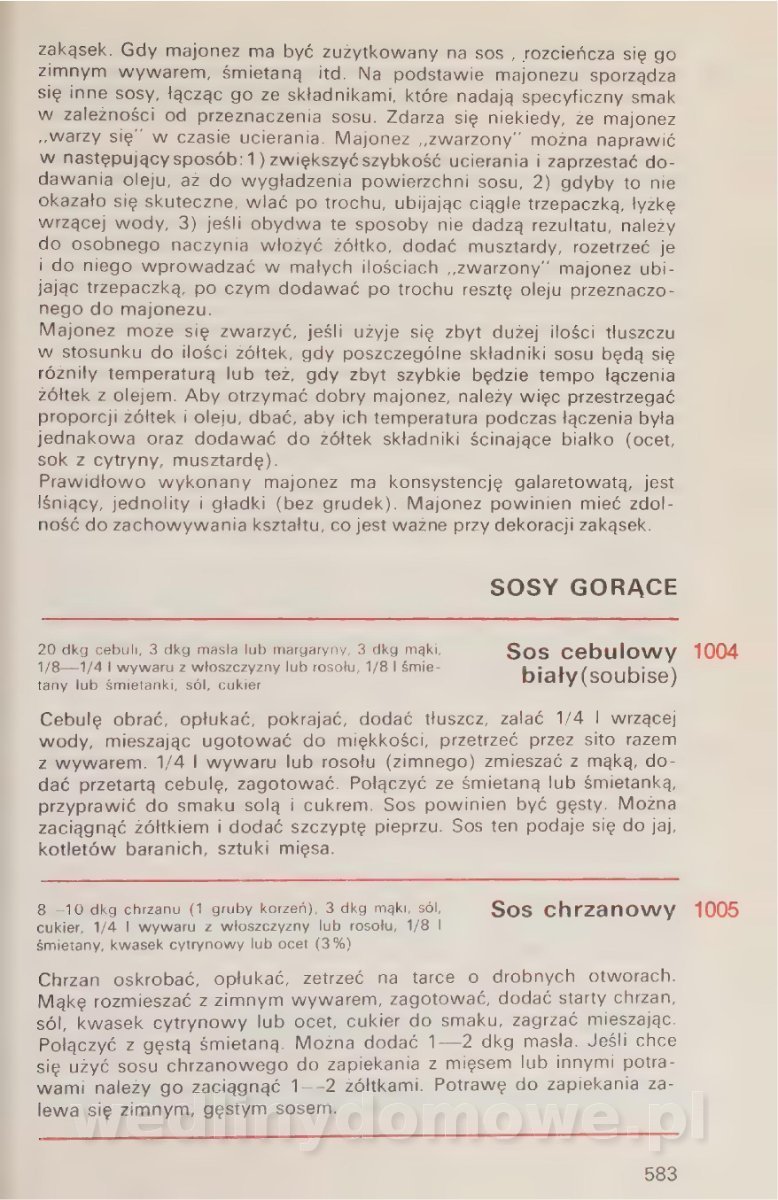 zakąsek. Gdy majonez ma być zużytkowany na sos , rozcieńcza się go
zimnym wywarem, śmietaną itd. Na podstawie majonezu sporządza
się inne sosy, łącząc go ze składnikami, które nadają specyficzny smak
w zależności od przeznaczenia sosu. Zdarza się niekiedy, że majonez
„warzy się" w czasie ucierania. Majonez „zwarzony" można naprawić
w następujący sposób: 1) zwiększyć szybkość ucierania i zaprzestać do-
dawania oleju, aż do wygładzenia powierzchni sosu, 2) gdyby to nie
okazało się skuteczne, wlać po trochu, ubijając ciągle trzepaczką, łyżkę
wrzącej wody, 3) jeśli obydwa te sposoby nie dadzą rezultatu, należy
do osobnego naczynia włożyć żółtko, dodać musztardy, rozetrzeć je
i do niego wprowadzać w małych ilościach „zwarzony" majonez ubi-
jając trzepaczką, po czym dodawać po trochu resztę oleju przeznaczo-
nego do majonezu.
Majonez może się zwarzyć, jeśli użyje się zbyt dużej ilości tłuszczu
w stosunku do ilości żółtek, gdy poszczególne składniki sosu będą się
różniły temperaturą lub też, gdy zbyt szybkie będzie tempo łączenia
żółtek z olejem. Aby otrzymać dobry majonez, należy więc przestrzegać
proporcji żółtek i oleju, dbać, aby ich temperatura podczas łączenia była
jednakowa oraz dodawać do żółtek składniki ścinające białko (ocet,
sok z cytryny, musztardę).
Prawidłowo wykonany majonez ma konsystencję galaretowatą, jest
lśniący, jednolity i gładki (bez grudek). Majonez powinien mieć zdol-
ność do zachowywania kształtu, co jest ważne przy dekoracji zakąsek.
SOSY GORĄCE
20 dkg cebuli, 3 dkg masła lub margaryny, 3 dkg mąki,
1/8—1/4 l wywaru z włoszczyzny lub rosołu, 1/8 l śmie-
tany lub śmietanki, sól, cukier
Sos cebulowy 1004
biały (soubise)
Cebulę obrać, opłukać, pokrajać, dodać tłuszcz, zalać 1/4 l wrzącej
wody, mieszając ugotować do miękkości, przetrzeć przez sito razem
z wywarem. 1/4 l wywaru lub rosołu (zimnego) zmieszać z mąką, do-
dać przetartą cebulę, zagotować. Połączyć ze śmietaną lub śmietanką,
przyprawić do smaku solą i cukrem. Sos powinien być gęsty. Można
zaciągnąć żółtkiem i dodać szczyptę pieprzu. Sos ten podaje się do jaj,
kotletów baranich, sztuki mięsa.
8—10 dkg chrzanu (1 gruby korzeń), 3 dkg mąki, sól,
cukier, 1/4 l wywaru z włoszczyzny lub rosołu, 1/8 l
śmietany, kwasek cytrynowy lub ocet (3%)
Sos chrzanowy 1005
Chrzan oskrobać, opłukać, zetrzeć na tarce o drobnych otworach.
Mąkę rozmieszać z zimnym wywarem, zagotować, dodać starty chrzan,
sól, kwasek cytrynowy lub ocet, cukier do smaku, zagrzać mieszając.
Połączyć z gęstą śmietaną. Można dodać 1—2 dkg masła. Jeśli chce
się użyć sosu chrzanowego do zapiekania z mięsem lub innymi potra-
wami należy go zaciągnąć 1—2 żółtkami. Potrawę do zapiekania za-
lewa się zimnym, gęstym sosem.
wedlinydomowe.pl
583